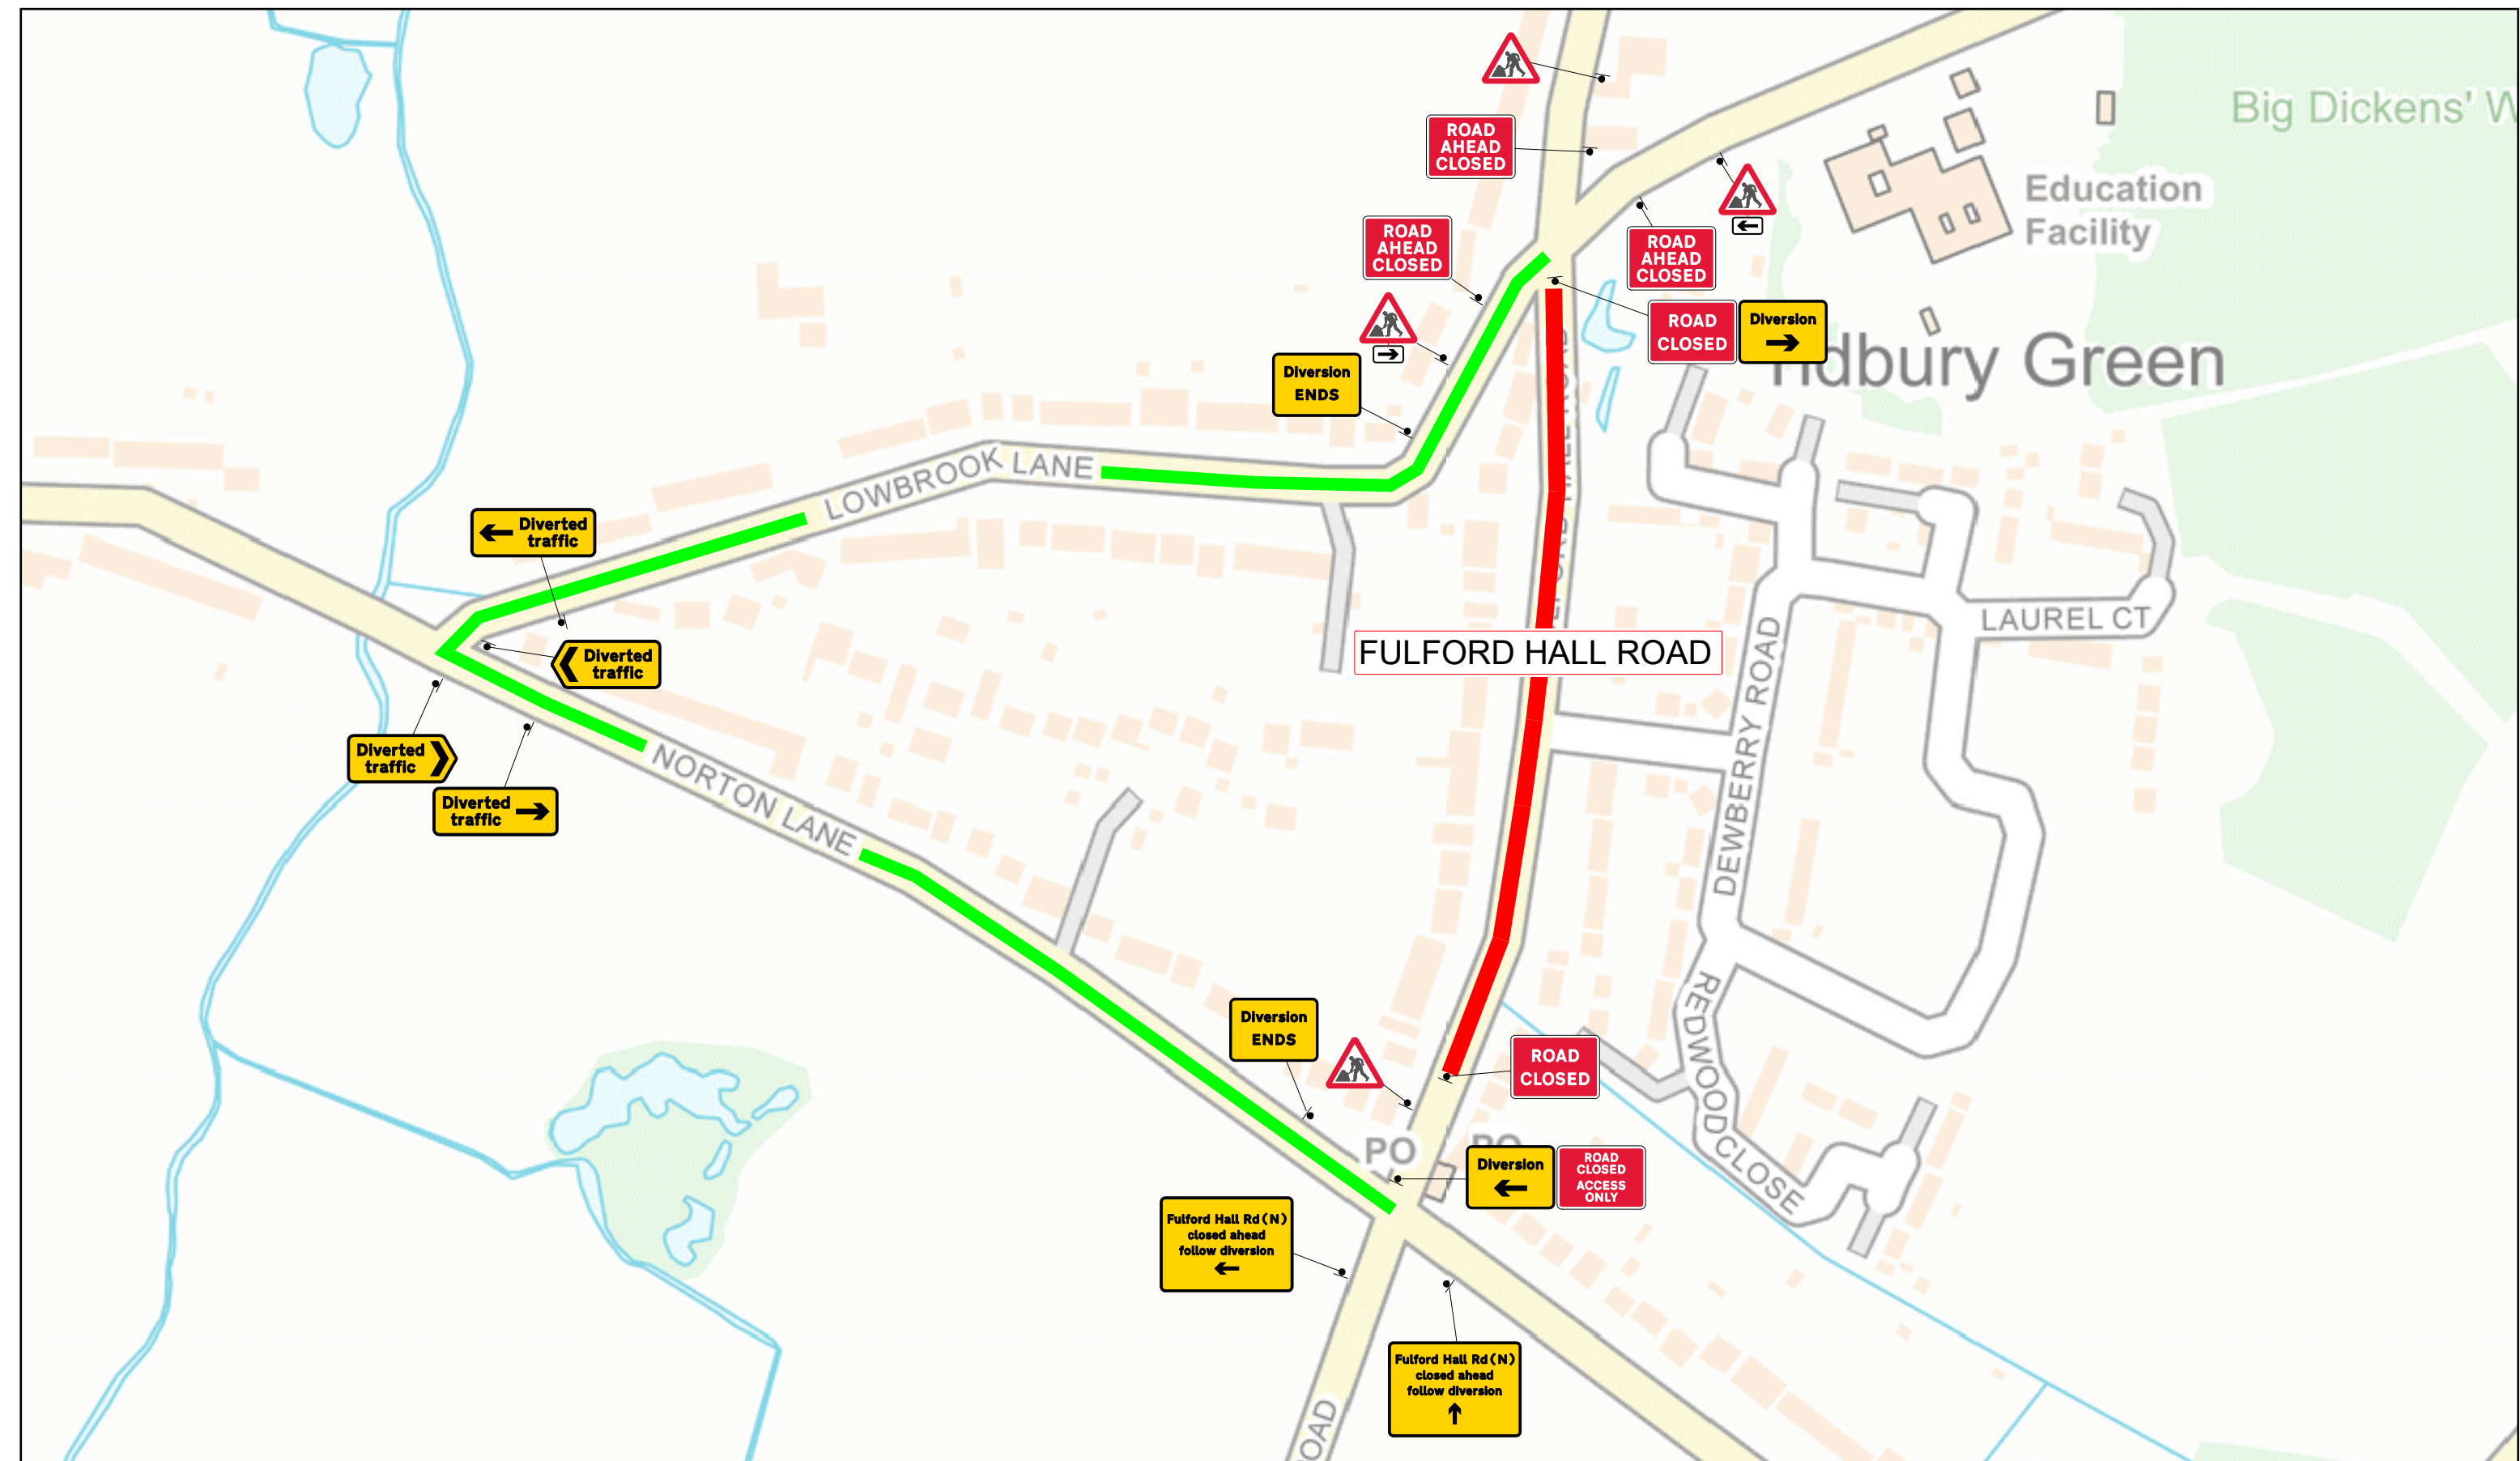 Big Dickens' W
ROAD
AHEAD
CLOSED
Education
Facility
ROAD
AHEAD
CLOSED
ROAD
AHEAD
CLOSED
ROAD
CLOSED
Diversion
dbury Green
Diversion
ENDS
LOWBROOK LANE
Diverted
traffic
Diverted
traffic
FULFORD HALL ROAD
LAUREL CT
DEWBERRY ROAD
Diverted
traffic
Diverted
traffic
NORTON LANE
Diversion
ENDS
ROAD
CLOSED
REDWOOD CLOSE
PO
PO
Diversion
ROAD
CLOSED
ACCESS
ONLY
Fulford Hall Rd (N)
closed ahead
follow diversion
Fulford Hall Rd (N)
closed ahead
follow diversion
OAD